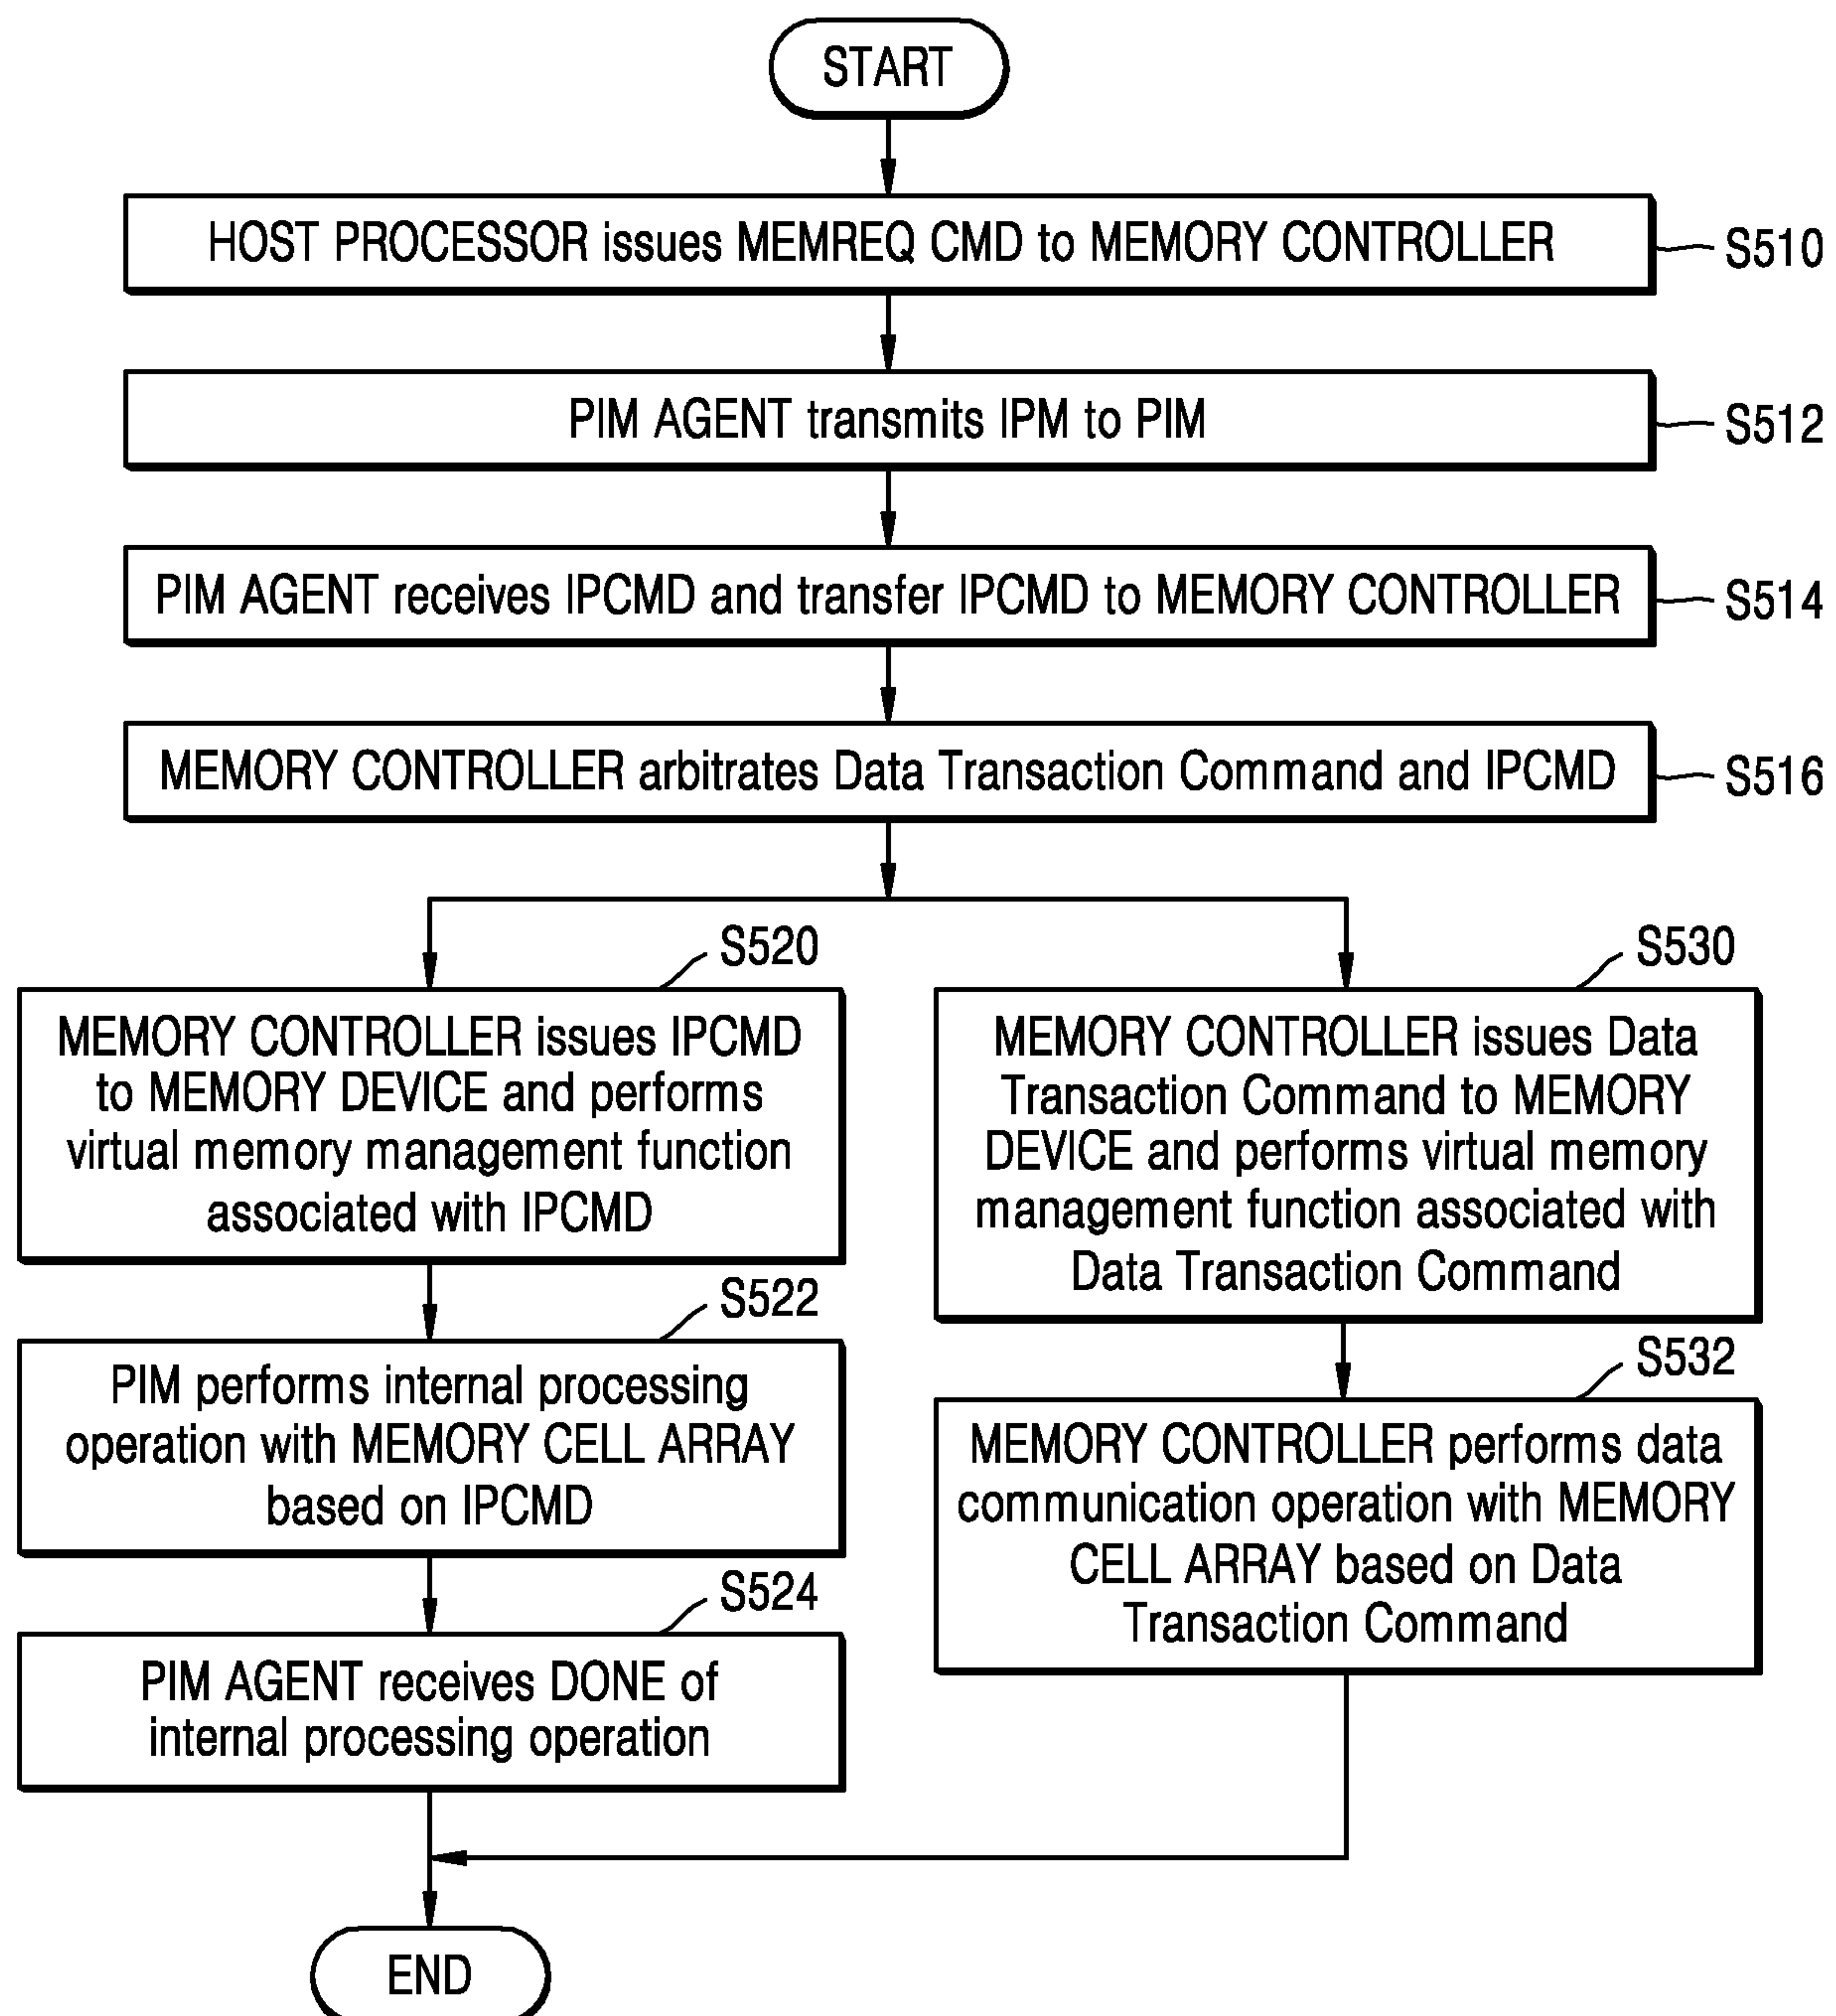 START
HOST PROCESSOR issues MEMREQ CMD to MEMORY CONTROLLER
S510
PIM AGENT transmits IPM to PIM
S512
PIM AGENT receives IPCMD and transfer IPCMD to MEMORY CONTROLLER
S514
MEMORY CONTROLLER arbitrates Data Transaction Command and IPCMD
S516
S520
MEMORY CONTROLLER issues IPCMD
to MEMORY DEVICE and performs
virtual memory management function
associated with IPCMD
S522
PIM performs internal processing
operation with MEMORY CELL ARRAY
based on IPCMD
S524
PIM AGENT receives DONE of
internal processing operation
S530
MEMORY CONTROLLER issues Data
Transaction Command to MEMORY
DEVICE and performs virtual memory
management function associated with
Data Transaction Command
S532
MEMORY CONTROLLER performs data
communication operation with MEMORY
CELL ARRAY based on Data
Transaction Command
END